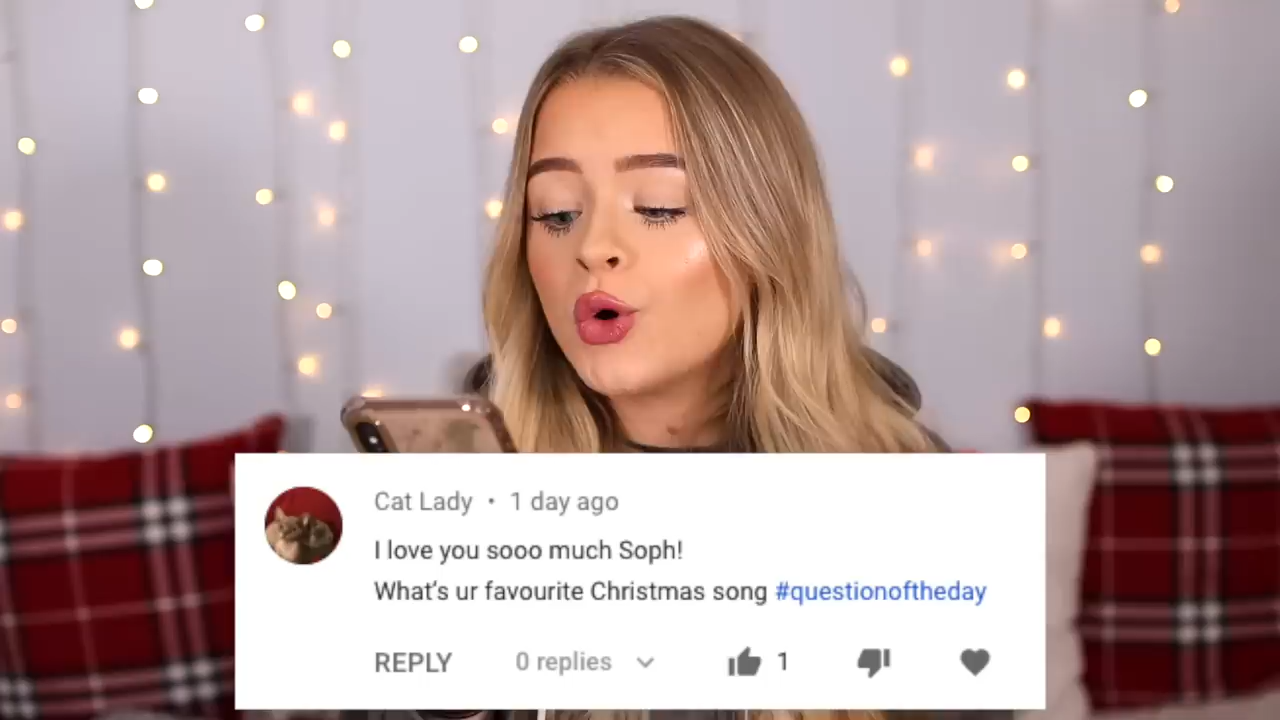 Cat Lady • 1 day ago
I love you sooo much Soph!
What's ur favourite Christmas song #questionoftheday
REPLY 0 replies 1